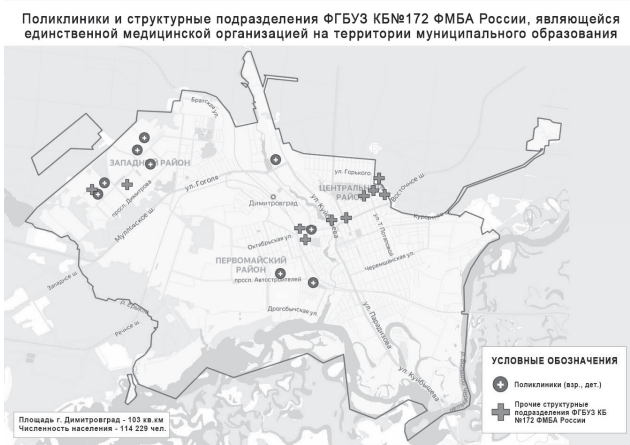 Поликлиники и структурные подразделения ФГБУЗ КБ№172 ФМБА России, являющейся
единственной медицинской организацией на территории муниципального образования
Братская ул.
ЗАПАДНЫЙ РАЙОН
ул. Горького
ЦЕНТРАЛЬНЫЙ
РАЙОН
Восточное ш.
ул. Гоголя
просп. Димитрова
Мулловское ш.
Димитровград
ул. Куйбышева
ул. Т. Потаповой
Октябрьская ул.
ПЕРВОМАЙСКИЙ
РАЙОН
Черемшанская ул.
просп. Автостроителей
Западное ш.
Речное ш.
Дрогобычская ул.
ул. Куйбышева
УСЛОВНЫЕ ОБОЗНАЧЕНИЯ
Поликлиники (взр., дет.)
Прочие структурные
подразделения ФГБУЗ КБ
№172 ФМБА России
Площадь г. Димитровград - 103 кв.км
Численность населения - 114 229 чел.